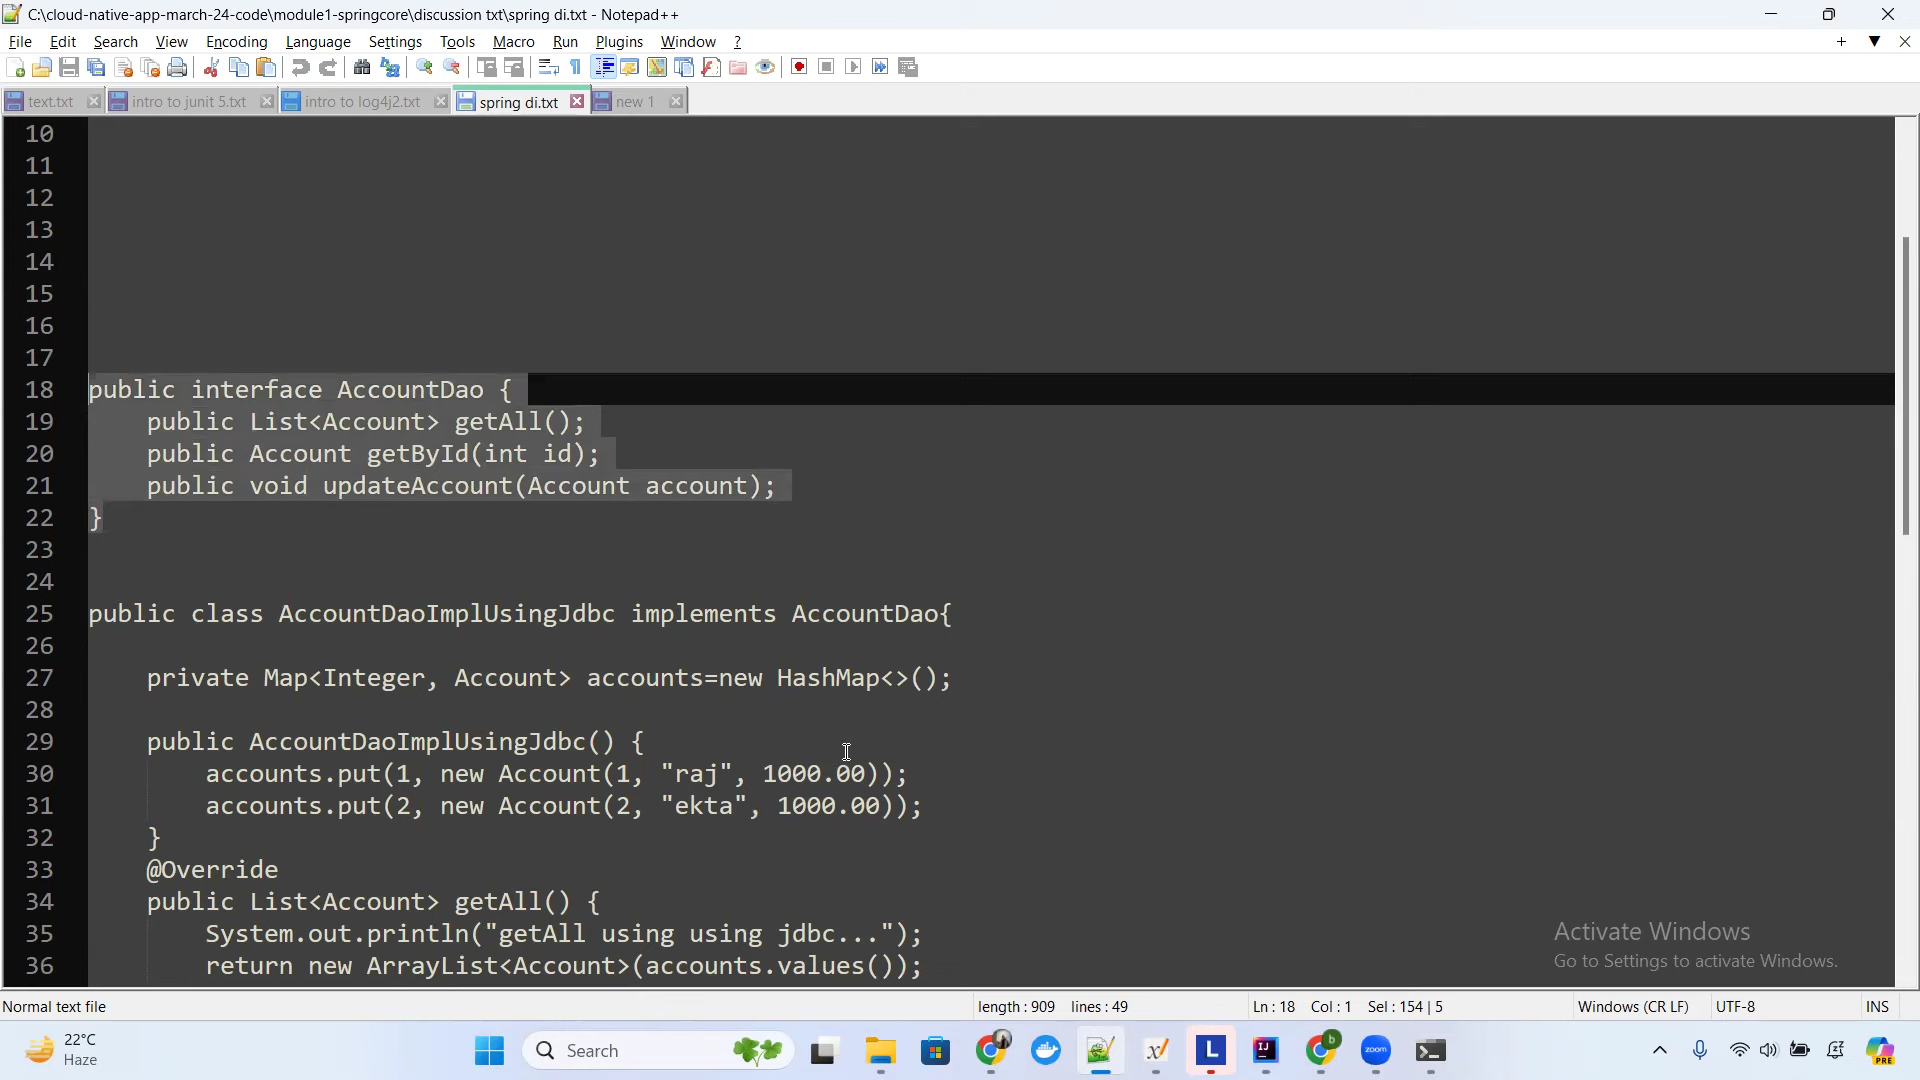 C:\cloud-native-app-march-24-code\module1-springcore\discussion txt\spring di.txt - Notepad++
File Edit Search View Encoding Language Settings Tools Macro Run Plugins Window ?
text.txt intro to junit 5.txt intro to log4j2.txt spring di.txt new 1
10
11
12
13
14
15
16
17
18 public interface AccountDao {
19     public List<Account> getAll();
20     public Account getById(int id);
21     public void updateAccount(Account account);
22 }
23
24
25 public class AccountDaoImplUsingJdbc implements AccountDao{
26
27     private Map<Integer, Account> accounts=new HashMap<>();
28
29     public AccountDaoImplUsingJdbc() {
30         accounts.put(1, new Account(1, "raj", 1000.00));
31         accounts.put(2, new Account(2, "ekta", 1000.00));
32     }
33     @Override
34     public List<Account> getAll() {
35         System.out.println("getAll using using jdbc...");
36         return new ArrayList<Account>(accounts.values());
Activate Windows
Go to Settings to activate Windows.
Normal text file length : 909 lines : 49 Ln : 18 Col : 1 Sel : 154 | 5 Windows (CR LF) UTF-8 INS
22°C
Haze
Search
zoom
PRE